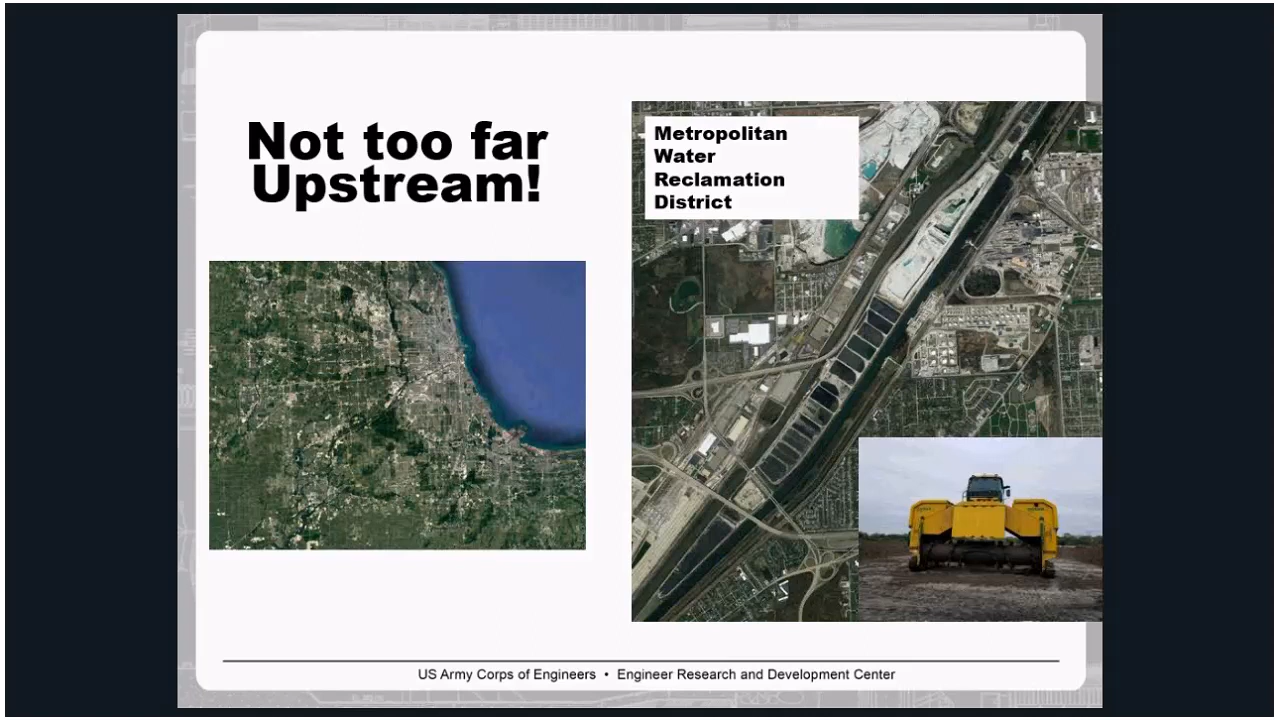 Not too far
Upstream!
Metropolitan
Water
Reclamation
District
US Army Corps of Engineers • Engineer Research and Development Center